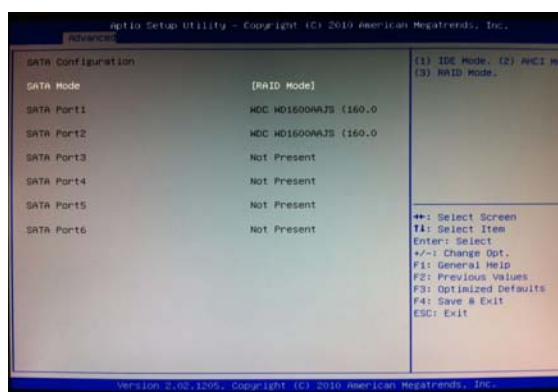 Aptio Setup Utility - Copyright (C) 2010 American Megatrends, Inc.
Advanced
SATA Configuration
SATA Mode [RAID Mode]
SATA Port1 WDC WD1600AAJS (160.0
SATA Port2 WDC WD1600AAJS (160.0
SATA Port3 Not Present
SATA Port4 Not Present
SATA Port5 Not Present
SATA Port6 Not Present
(1) IDE Mode. (2) AHCI M
(3) RAID Mode.
→←: Select Screen
↑↓: Select Item
Enter: Select
+/-: Change Opt.
F1: General Help
F2: Previous Values
F3: Optimized Defaults
F4: Save & Exit
ESC: Exit
Version 2.02.1205. Copyright (C) 2010 American Megatrends, Inc.